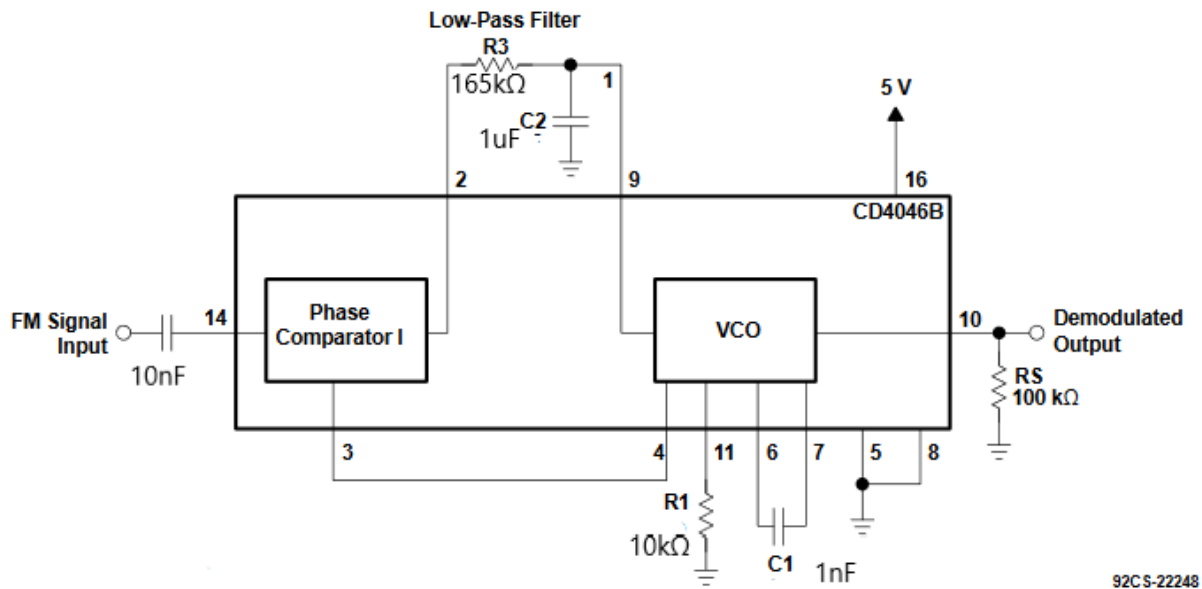 Low-Pass Filter
R3
165kΩ
1
C2
1uF
5 V
2
9
16
CD4046B
FM Signal
Input
14
10nF
Phase
Comparator I
VCO
10
Demodulated
Output
RS
100 kΩ
3
4
11
6
7
5
8
R1
10kΩ
C1
1nF
92CS-22248